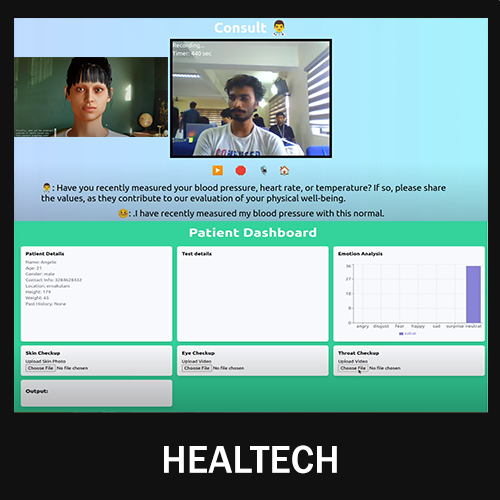 Consult
Recording...
Timer: 440 sec
: Have you recently measured your blood pressure, heart rate, or temperature? If so, please share
the values, as they contribute to our evaluation of your physical well-being.
: .I have recently measured my blood pressure with this normal.
Patient Dashboard
Patient Details
Name: Angelo
Age: 21
Gender: male
Contact Info: 3284628432
Location: ernakulam
Height: 179
Weight: 65
Past History: None
Test details
Emotion Analysis
36
27
18
9
0
angry disgust fear happy sad surprise neutral
value
Skin Checkup
Upload Skin Photo
Choose File No file chosen
Eye Checkup
Upload Video
Choose File No file chosen
Throat Checkup
Upload Video
Choose File No file chosen
Output:
HEALTECH